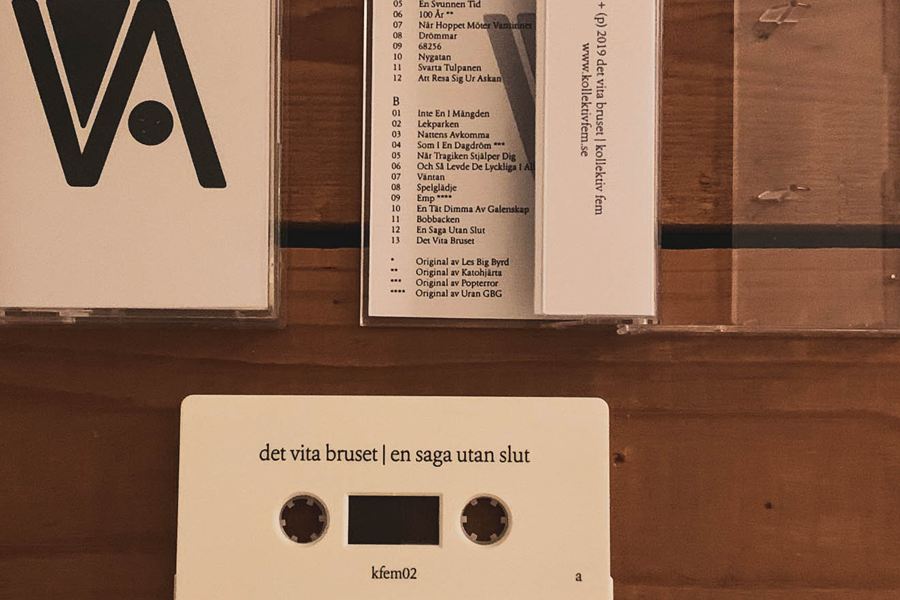 VA
05 En Svunnen Tid
06 100 År **
07 När Hoppet Möter Vansinnet
08 Drömmar
09 68256
10 Nygatan
11 Svarta Tulpanen
12 Att Resa Sig Ur Askan
B
01 Inte En I Mängden
02 Lekparken
03 Nattens Avkomma
04 Som I En Dagdröm ***
05 När Tragiken Stjälper Dig
06 Och Så Levde De Lyckliga I
07 Väntan
08 Spelglädje
09 Emp ****
10 En Tät Dimma Av Galenskap
11 Bobbacken
12 En Saga Utan Slut
13 Det Vita Bruset
* Original av Les Big Byrd
** Original av Katohjärta
*** Original av Popterror
**** Original av Uran GBG
+ (p) 2019 det vita bruset | kollektiv fem
www.kollektivfem.se
det vita bruset | en saga utan slut
kfem02
a